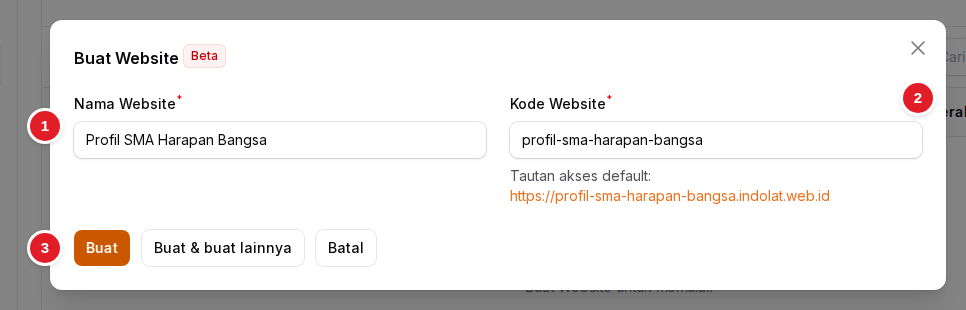 Buat Website Beta
Cari
Nama Website*
Kode Website*
2
1
Profil SMA Harapan Bangsa
profil-sma-harapan-bangsa
Tautan akses default:
https://profil-sma-harapan-bangsa.indolat.web.id
3
Buat
Buat & buat lainnya
Batal